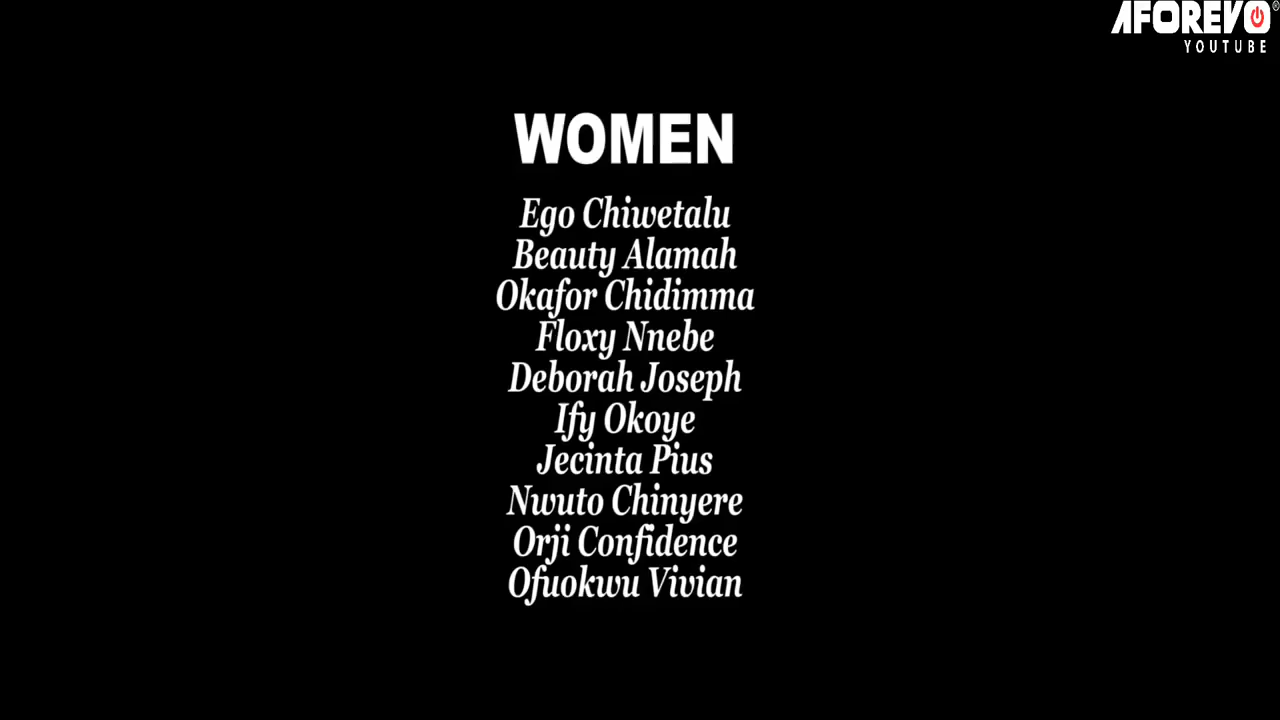 AFOREVO®
YOUTUBE
WOMEN
Ego Chiwetalu
Beauty Alamah
Okafor Chidimma
Floxy Nnebe
Deborah Joseph
Ify Okoye
Jecinta Pius
Nwuto Chinyere
Orji Confidence
Ofuokwu Vivian